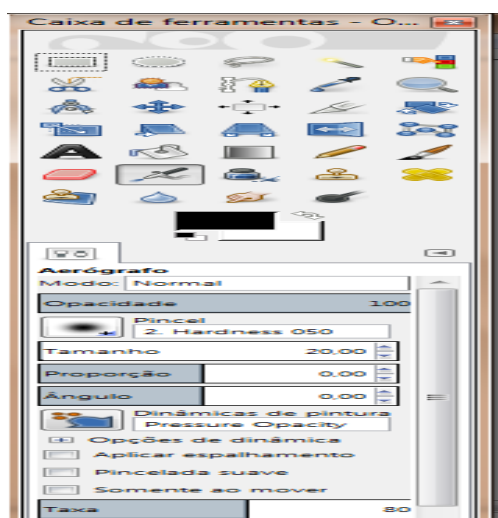 Caixa de ferramentas - O...
Aerógrafo
Modo: Normal
Opacidade 100
Pincel
2. Hardness 050
Tamanho 20,00
Proporção 0,00
Ângulo 0,00
Dinâmicas de pintura
Pressure Opacity
Opções de dinâmica
Aplicar espalhamento
Pincelada suave
Somente ao mover
Taxa 80